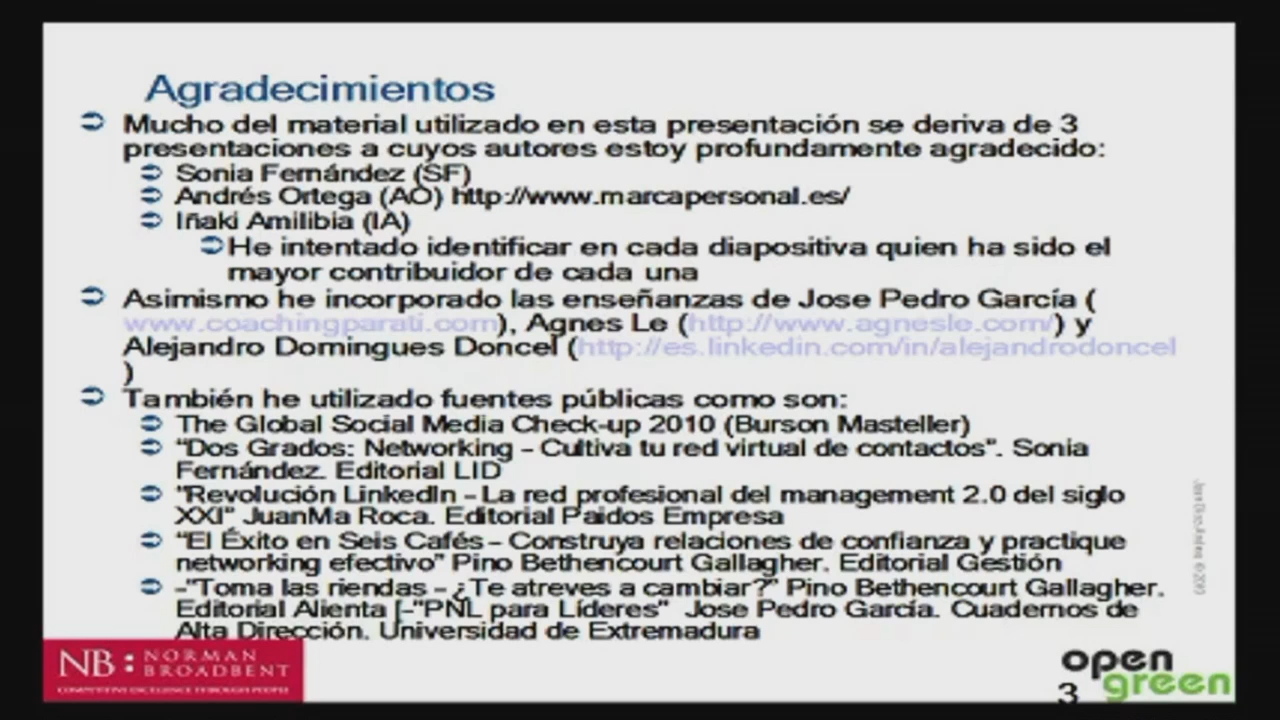 Agradecimientos
Mucho del material utilizado en esta presentación se deriva de 3
presentaciones a cuyos autores estoy profundamente agradecido:
Sonia Fernández (SF)
Andrés Ortega (AO) http://www.marcapersonal.es/
Iñaki Amilibia (IA)
He intentado identificar en cada diapositiva quien ha sido el
mayor contribuidor de cada una
Asimismo he incorporado las enseñanzas de Jose Pedro García (
www.coachingparati.com), Agnes Le (http://www.agnesle.com/) y
Alejandro Domingues Doncel (http://es.linkedin.com/in/alejandrodoncel
)
También he utilizado fuentes públicas como son:
The Global Social Media Check-up 2010 (Burson Masteller)
“Dos Grados: Networking – Cultiva tu red virtual de contactos”. Sonia
Fernández. Editorial LID
“Revolución LinkedIn – La red profesional del management 2.0 del siglo
XXI” JuanMa Roca. Editorial Paidos Empresa
“El Éxito en Seis Cafés – Construya relaciones de confianza y practique
networking efectivo” Pino Bethencourt Gallagher. Editorial Gestión
-"Toma las riendas – ¿Te atreves a cambiar?" Pino Bethencourt Gallagher.
Editorial Alienta [-"PNL para Líderes" Jose Pedro García. Cuadernos de
Alta Dirección. Universidad de Extremadura
NB: NORMAN
BROADBENT
COMPETITIVE EXCELLENCE THROUGH PEOPLE
open
green
3